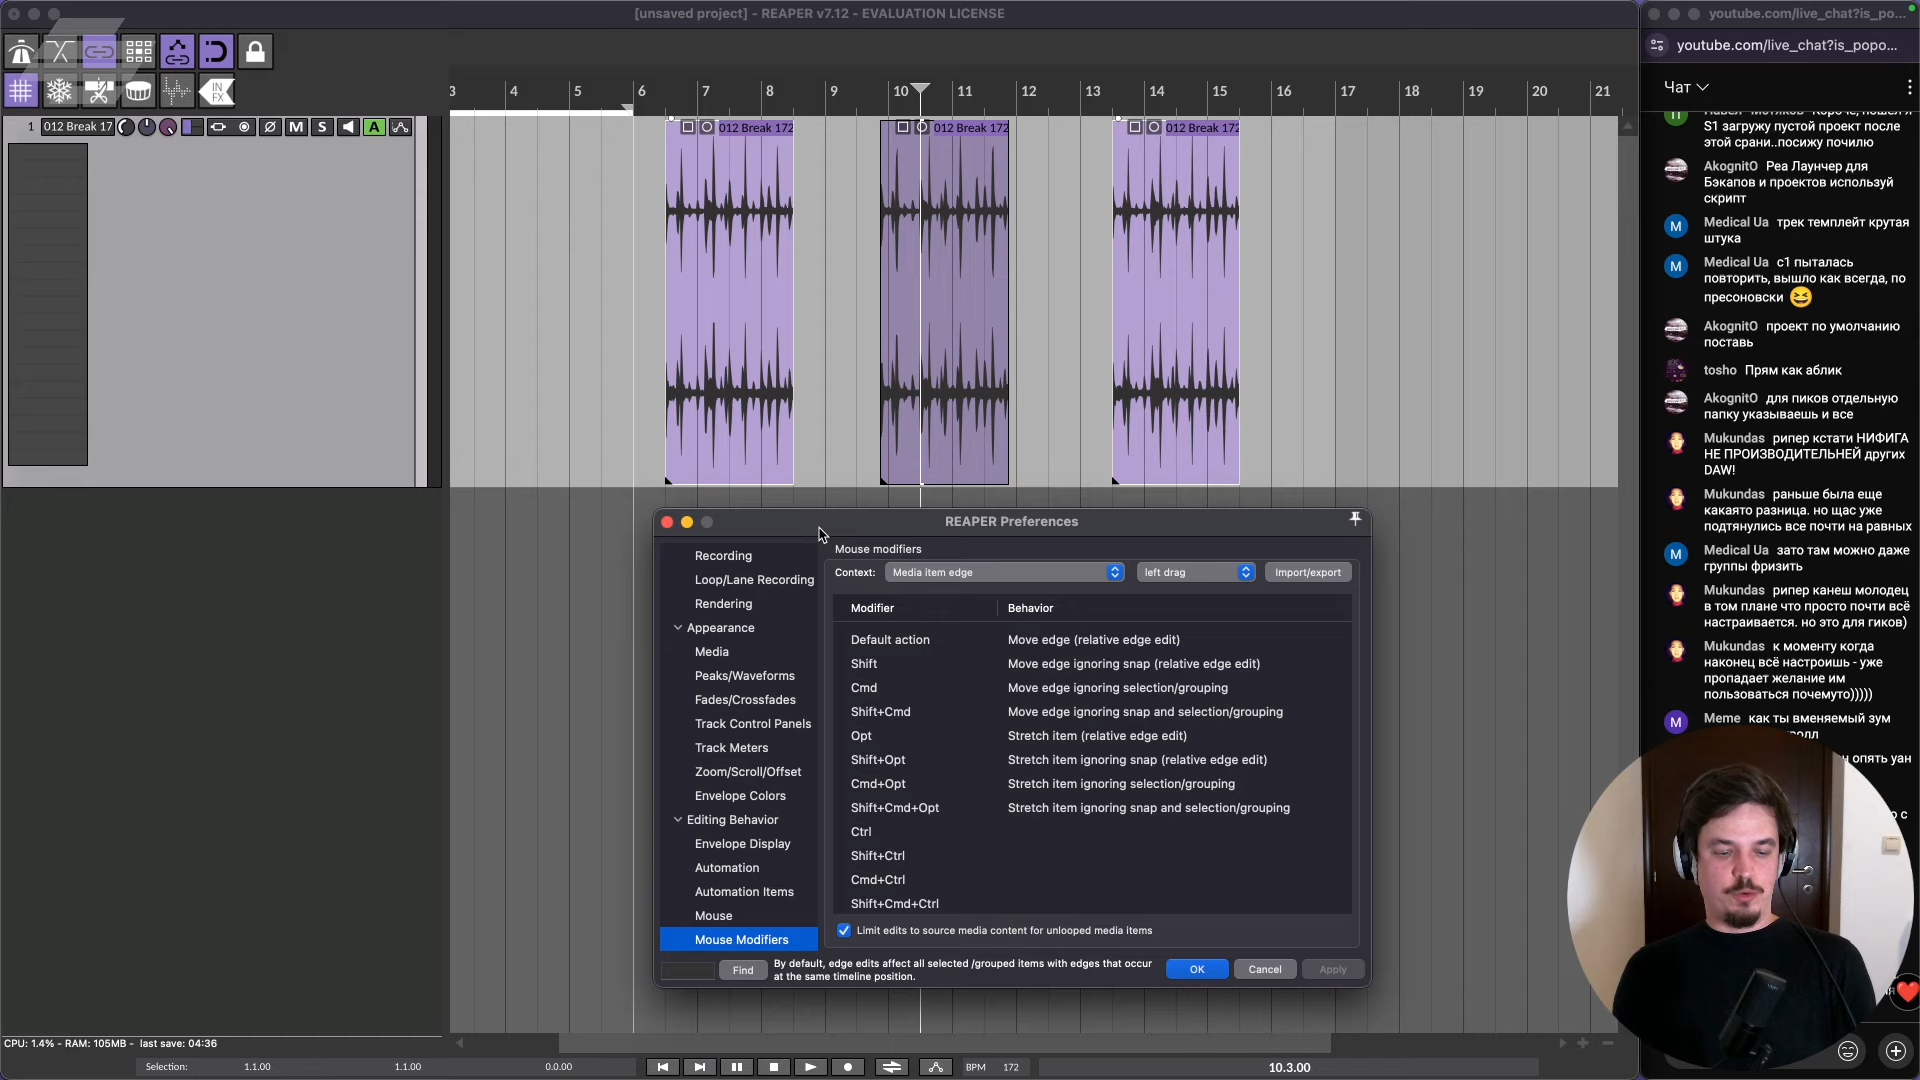 [unsaved project] - REAPER v7.12 - EVALUATION LICENSE
youtube.com/live_chat?is_po...
youtube.com/live_chat?is_popo...
Чат
IN
FX
3 4 5 6 7 8 9 10 11 12 13 14 15 16 17 18 19 20 21
1 012 Break 17 M S A
012 Break 172
012 Break 172
012 Break 172
S1 загружу пустой проект после
этой срани..посижу почилю
AkognitO Реа Лаунчер для
Бэкапов и проектов используй
скрипт
M Medical Ua трек темплейт крутая
штука
M Medical Ua с1 пыталась
повторить, вышло как всегда, по
пресоновски
AkognitO проект по умолчанию
поставь
tosho Прям как аблик
AkognitO для пиков отдельную
папку указываешь и все
Mukundas рипер кстати НИФИГА
НЕ ПРОИЗВОДИТЕЛЬНЕЙ других
DAW!
Mukundas раньше была еще
какаято разница. но щас уже
подтянулись все почти на равных
M Medical Ua зато там можно даже
группы фризить
Mukundas рипер канеш молодец
в том плане что просто почти всё
настраивается. но это для гиков)
Mukundas к моменту когда
наконец всё настроишь - уже
пропадает желание им
пользоваться почемуто)))))
M Meme как ты вменяемый зум
опять уан
REAPER Preferences
Recording
Loop/Lane Recording
Rendering
Appearance
Media
Peaks/Waveforms
Fades/Crossfades
Track Control Panels
Track Meters
Zoom/Scroll/Offset
Envelope Colors
Editing Behavior
Envelope Display
Automation
Automation Items
Mouse
Mouse Modifiers
Mouse modifiers
Context: Media item edge left drag Import/export
Modifier Behavior
Default action Move edge (relative edge edit)
Shift Move edge ignoring snap (relative edge edit)
Cmd Move edge ignoring selection/grouping
Shift+Cmd Move edge ignoring snap and selection/grouping
Opt Stretch item (relative edge edit)
Shift+Opt Stretch item ignoring snap (relative edge edit)
Cmd+Opt Stretch item ignoring selection/grouping
Shift+Cmd+Opt Stretch item ignoring snap and selection/grouping
Ctrl
Shift+Ctrl
Cmd+Ctrl
Shift+Cmd+Ctrl
Limit edits to source media content for unlooped media items
Find
By default, edge edits affect all selected /grouped items with edges that occur
at the same timeline position.
OK Cancel Apply
CPU: 1.4% - RAM: 105MB - last save: 04:36
Selection: 1.1.00 1.1.00 0.0.00 BPM 172 10.3.00